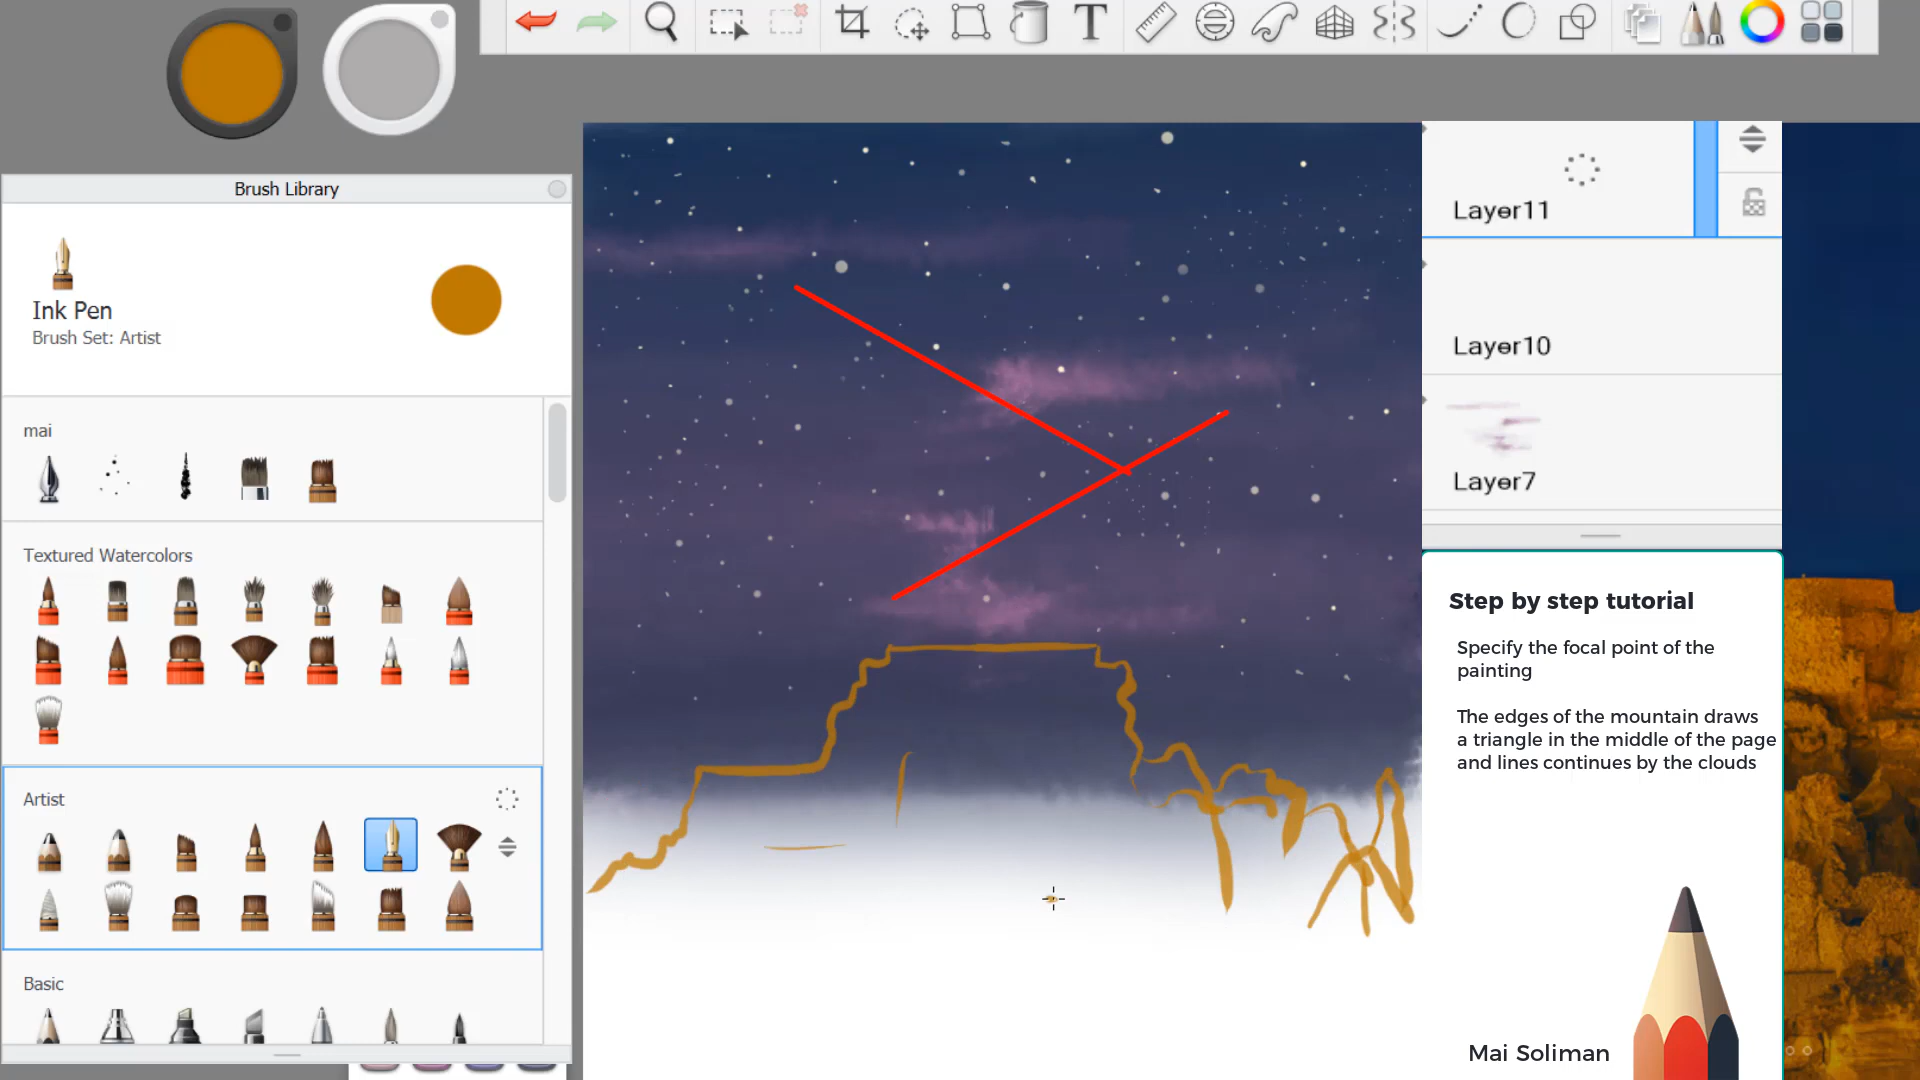 Brush Library
Ink Pen
Brush Set: Artist
mai
Textured Watercolors
Artist
Basic
T
Layer11
Layer10
Layer7
Step by step tutorial
Specify the focal point of the
painting
The edges of the mountain draws
a triangle in the middle of the page
and lines continues by the clouds
Mai Soliman